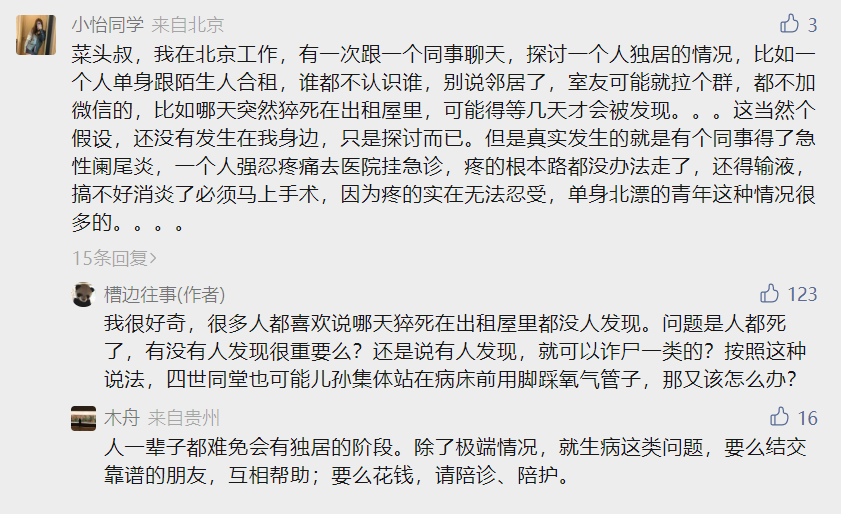 小怡同学 来自北京 3
菜头叔，我在北京工作，有一次跟一个同事聊天，探讨一个人独居的情况，比如一
个人单身跟陌生人合租，谁都不认识谁，别说邻居了，室友可能就拉个群，都不加
微信的，比如哪天突然猝死在出租屋里，可能得等几天才会被发现。。。这当然个
假设，还没有发生在我身边，只是探讨而已。但是真实发生的就是有个同事得了急
性阑尾炎，一个人强忍疼痛去医院挂急诊，疼的根本路都没办法走了，还得输液，
搞不好消炎了必须马上手术，因为疼的实在无法忍受，单身北漂的青年这种情况很
多的。。。。
15条回复>
槽边往事(作者) 123
我很好奇，很多人都喜欢说哪天猝死在出租屋里都没人发现。问题是人都死
了，有没有人发现很重要么？还是说有人发现，就可以诈尸一类的？按照这种
说法，四世同堂也可能儿孙集体站在病床前用脚踩氧气管子，那又该怎么办？
木舟 来自贵州 16
人一辈子都难免会有独居的阶段。除了极端情况，就生病这类问题，要么结交
靠谱的朋友，互相帮助；要么花钱，请陪诊、陪护。